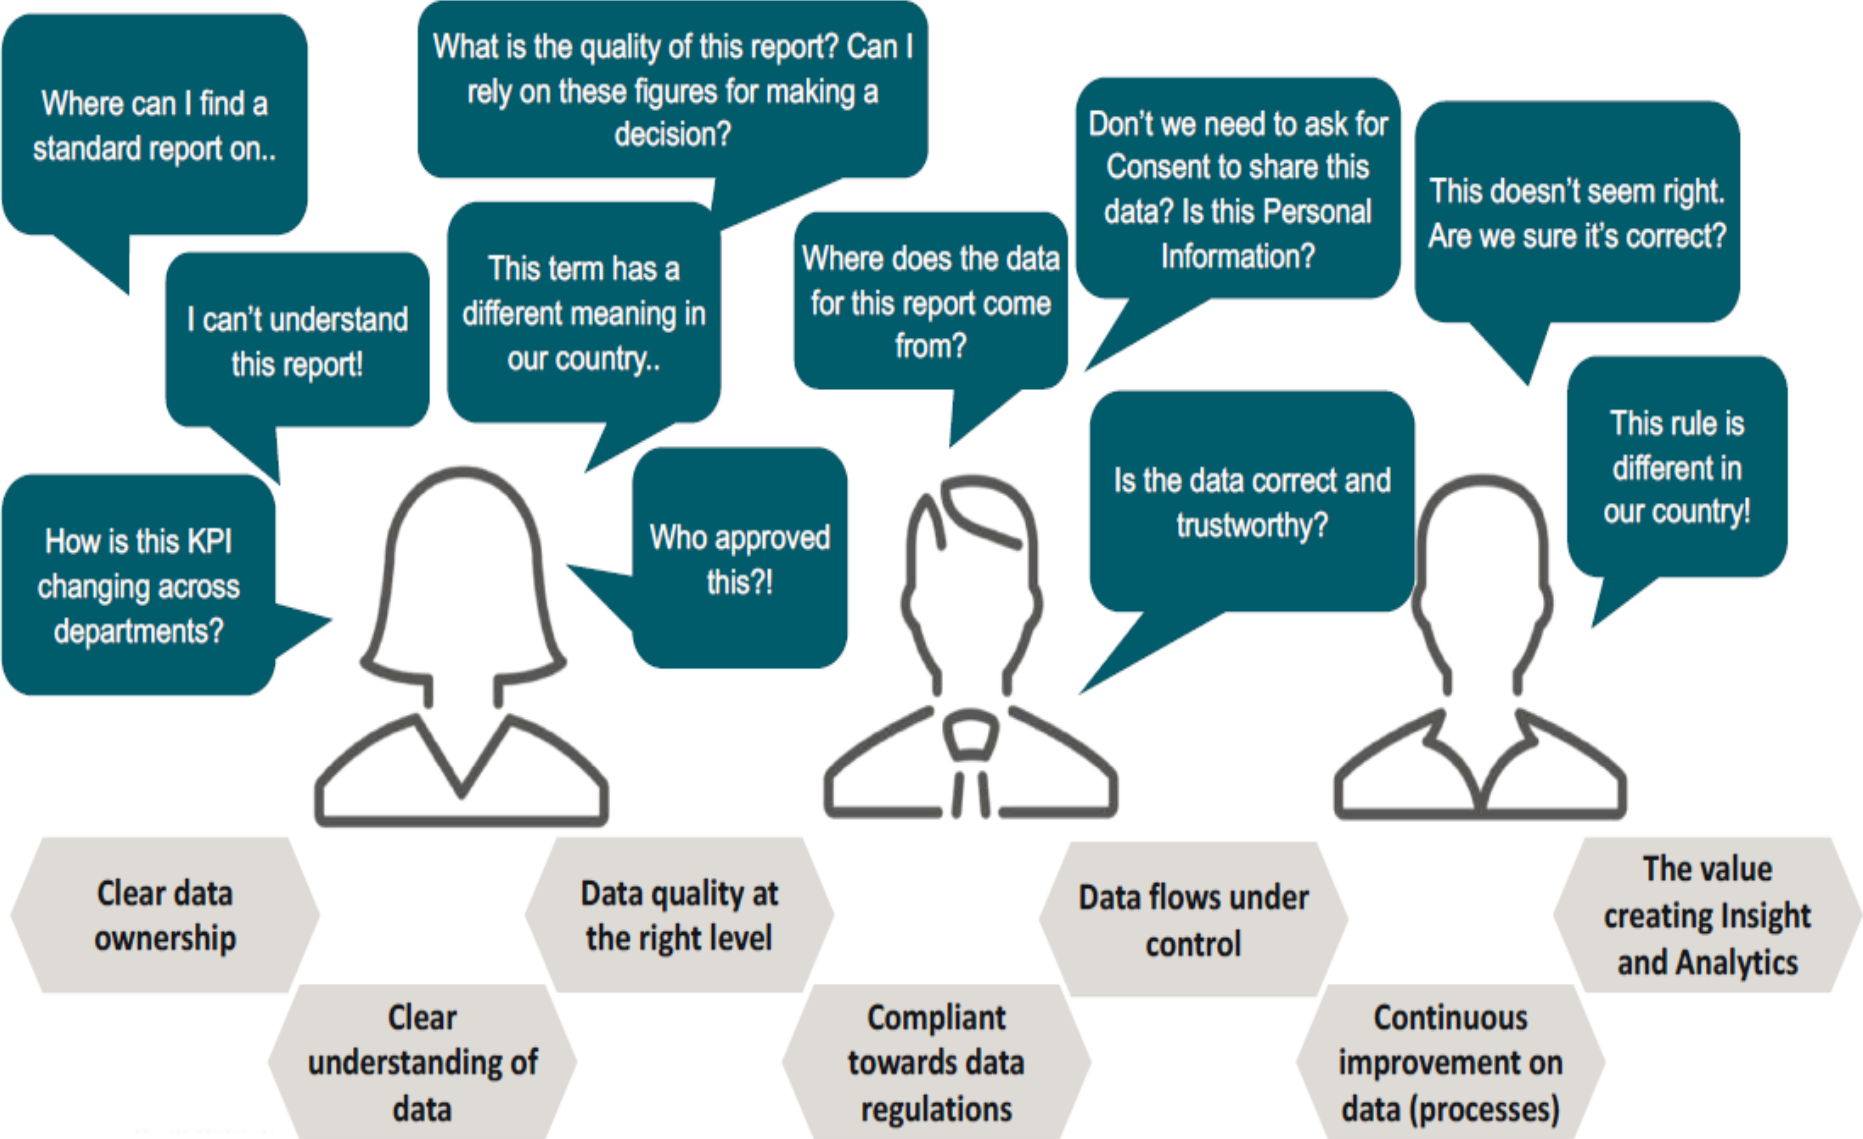 Where can I find a
standard report on..
What is the quality of this report? Can I
rely on these figures for making a
decision?
Don't we need to ask for
Consent to share this
data? Is this Personal
Information?
This doesn't seem right.
Are we sure it's correct?
I can't understand
this report!
This term has a
different meaning in
our country..
Where does the data
for this report come
from?
How is this KPI
changing across
departments?
Who approved
this?!
Is the data correct and
trustworthy?
This rule is
different in
our country!
Clear data
ownership
Clear
understanding of
data
Data quality at
the right level
Compliant
towards data
regulations
Data flows under
control
Continuous
improvement on
data (processes)
The value
creating Insight
and Analytics